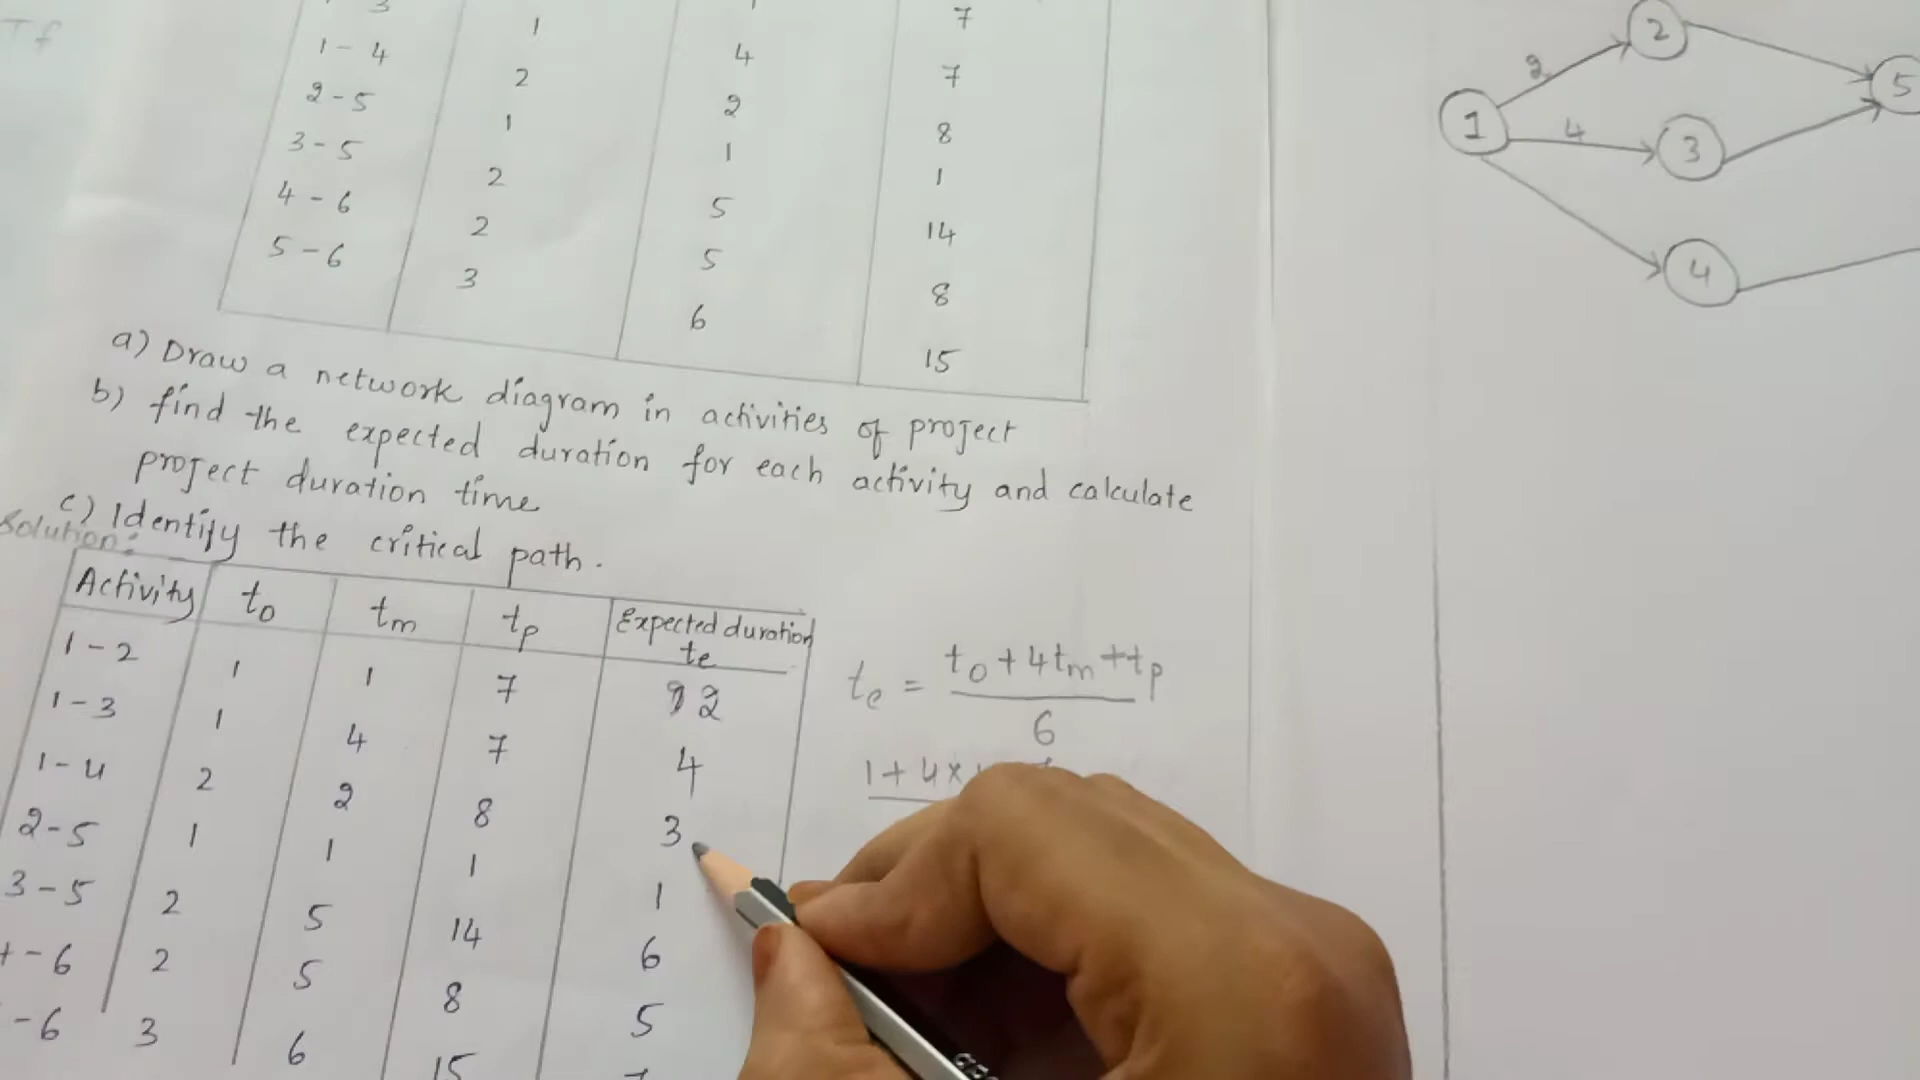 Tf
1 - 3 1 7
1 - 4 2 4 7
2 - 5 1 2 8
3 - 5 2 1 1
4 - 6 2 5 14
5 - 6 3 5 8
6 15
a) Draw a network diagram in activities of project
b) find the expected duration for each activity and calculate
project duration time
c) Identify the critical path.
Solution:
Activity to tm tp Expected duration te
1 - 2 1 1 7 2
1 - 3 1 4 7 4
1 - 4 2 2 8 3
2 - 5 1 1 1 1
3 - 5 2 5 14 6
- 6 2 5 8 5
- 6 3 6 15
te = to + 4tm + tp
6
1 + 4 ×
1 2 3 4 5
2
4